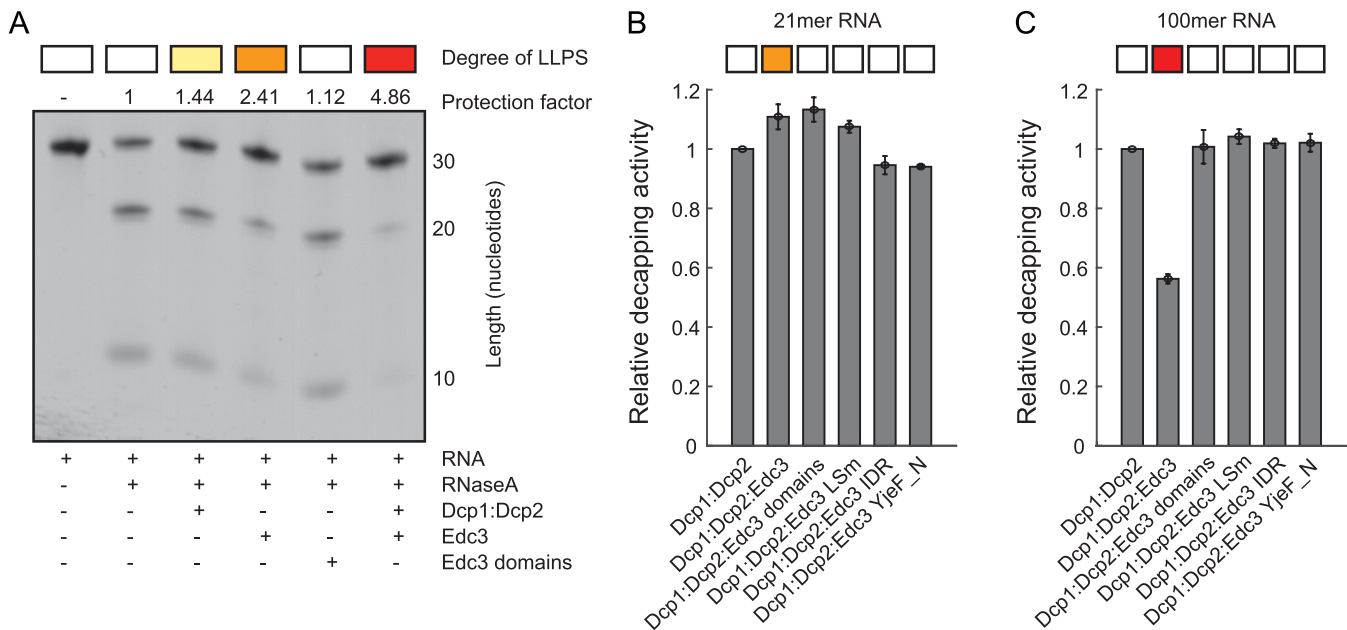 A
Degree of LLPS
- 1 1.44 2.41 1.12 4.86 Protection factor
30
20
10
Length (nucleotides)
+ + + + + + RNA
- + + + + + RNaseA
- - + - - + Dcp1:Dcp2
- - - + - + Edc3
- - - - + - Edc3 domains
B
21mer RNA
Relative decapping activity
1.2
1
0.8
0.6
0.4
0.2
0
Dcp1:Dcp2
Dcp1:Dcp2:Edc3
Dcp1:Dcp2:Edc3 domains
Dcp1:Dcp2:Edc3 LSm
Dcp1:Dcp2:Edc3 IDR
Dcp1:Dcp2:Edc3 YjeF_N
C
100mer RNA
Relative decapping activity
1.2
1
0.8
0.6
0.4
0.2
0
Dcp1:Dcp2
Dcp1:Dcp2:Edc3
Dcp1:Dcp2:Edc3 domains
Dcp1:Dcp2:Edc3 LSm
Dcp1:Dcp2:Edc3 IDR
Dcp1:Dcp2:Edc3 YjeF_N